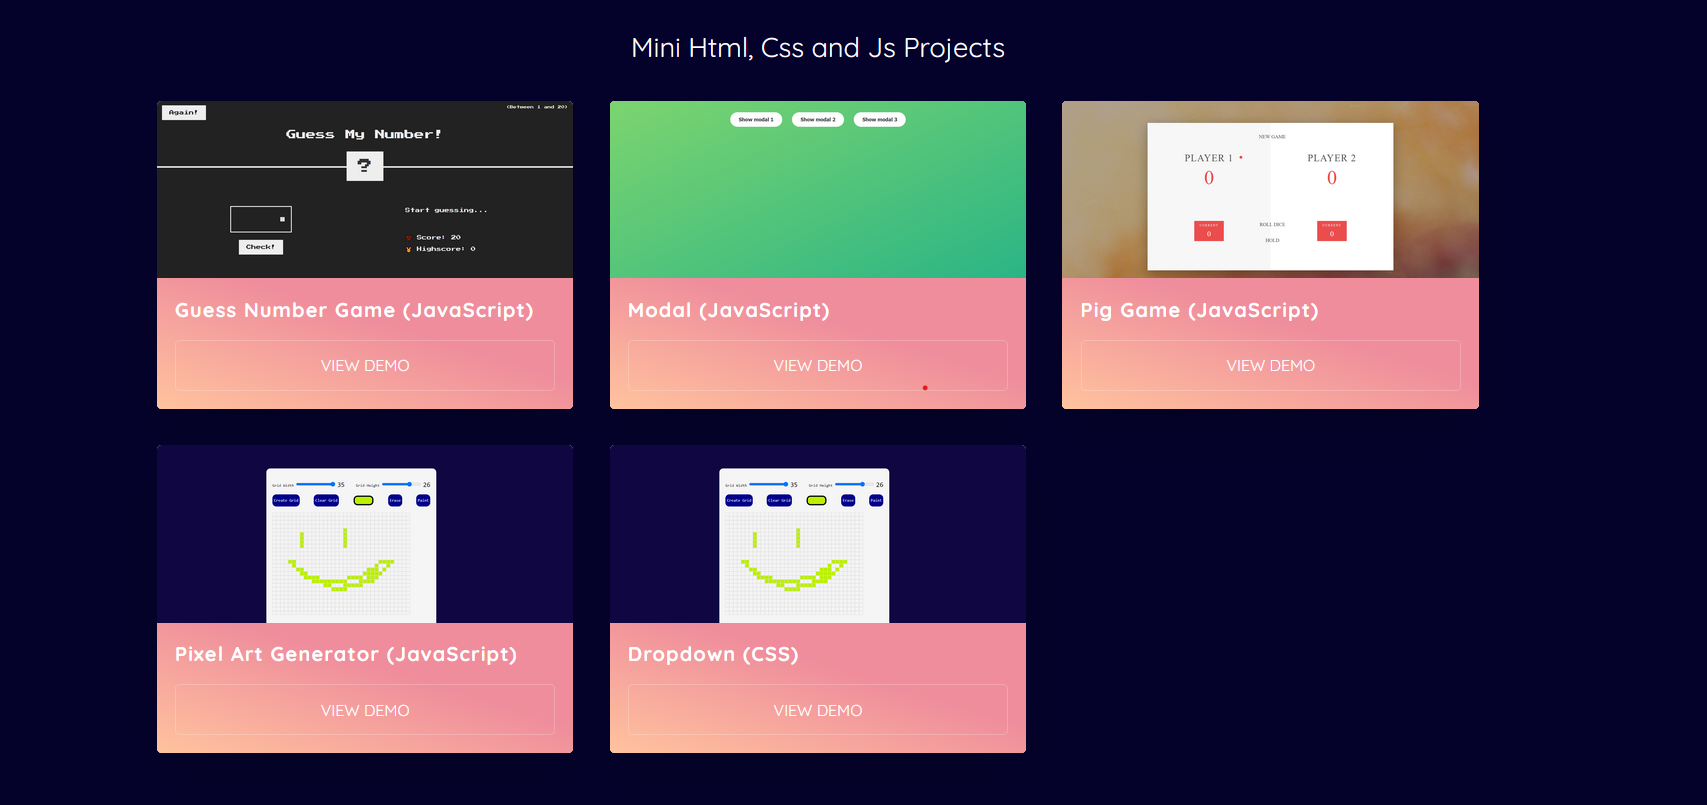 Mini Html, Css and Js Projects
Again!
(Between 1 and 20)
Guess My Number!
?
Start guessing...
Check!
Score: 20
Highscore: 0
Guess Number Game (JavaScript)
VIEW DEMO
Show modal 1
Show modal 2
Show modal 3
Modal (JavaScript)
VIEW DEMO
NEW GAME
PLAYER 1
PLAYER 2
0
0
CURRENT
0
CURRENT
0
ROLL DICE
HOLD
Pig Game (JavaScript)
VIEW DEMO
Grid Width 35 Grid Height 26
Create Grid Clear Grid Erase Paint
Pixel Art Generator (JavaScript)
VIEW DEMO
Grid Width 35 Grid Height 26
Create Grid Clear Grid Erase Paint
Dropdown (CSS)
VIEW DEMO